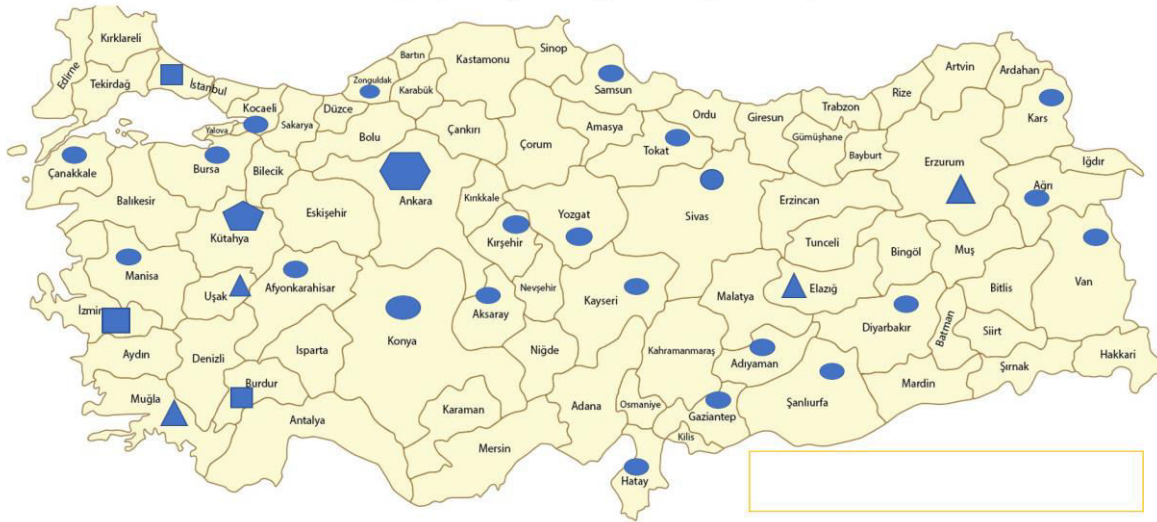 Kırklareli
Edirne
Tekirdağ
İstanbul
Kocaeli
Yalova
Sakarya
Düzce
Zonguldak
Bartın
Karabük
Kastamonu
Sinop
Samsun
Çankırı
Bolu
Çorum
Amasya
Tokat
Ordu
Giresun
Trabzon
Gümüşhane
Bayburt
Rize
Artvin
Ardahan
Kars
Iğdır
Ağrı
Erzurum
Erzincan
Çanakkale
Balıkesir
Bursa
Bilecik
Eskişehir
Kütahya
Ankara
Kırıkkale
Kırşehir
Yozgat
Sivas
Tunceli
Bingöl
Muş
Bitlis
Van
Manisa
Uşak
Afyonkarahisar
Konya
Aksaray
Nevşehir
Kayseri
Malatya
Elazığ
Diyarbakır
Batman
Siirt
Şırnak
Hakkari
İzmir
Aydın
Denizli
Isparta
Burdur
Niğde
Kahramanmaraş
Adıyaman
Şanlıurfa
Mardin
Muğla
Antalya
Karaman
Mersin
Adana
Osmaniye
Gaziantep
Kilis
Hatay